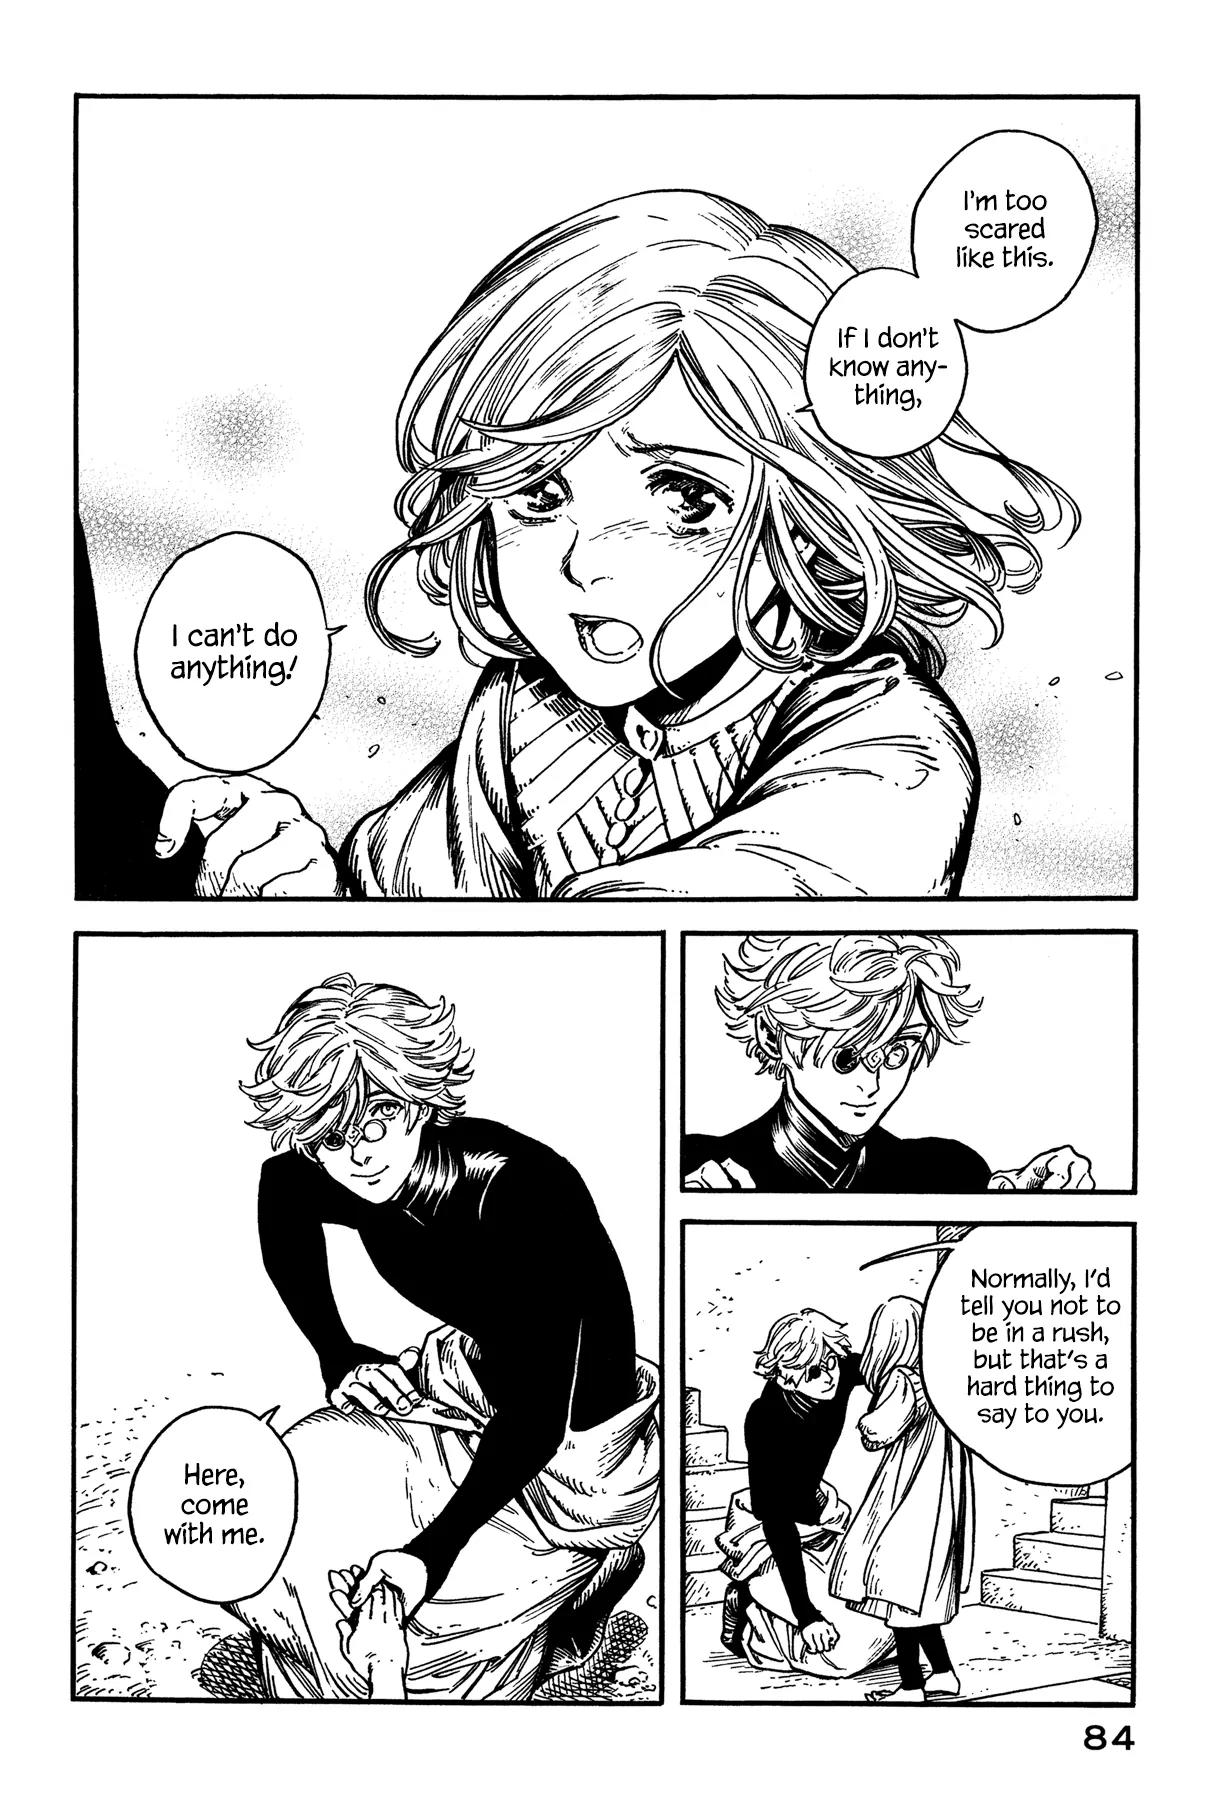 I'm too
scared
like this.
If I don't
know any-
thing,
I can't do
anything!
Normally, I'd
tell you not to
be in a rush,
but that's a
hard thing to
say to you.
Here,
come
with me.
84